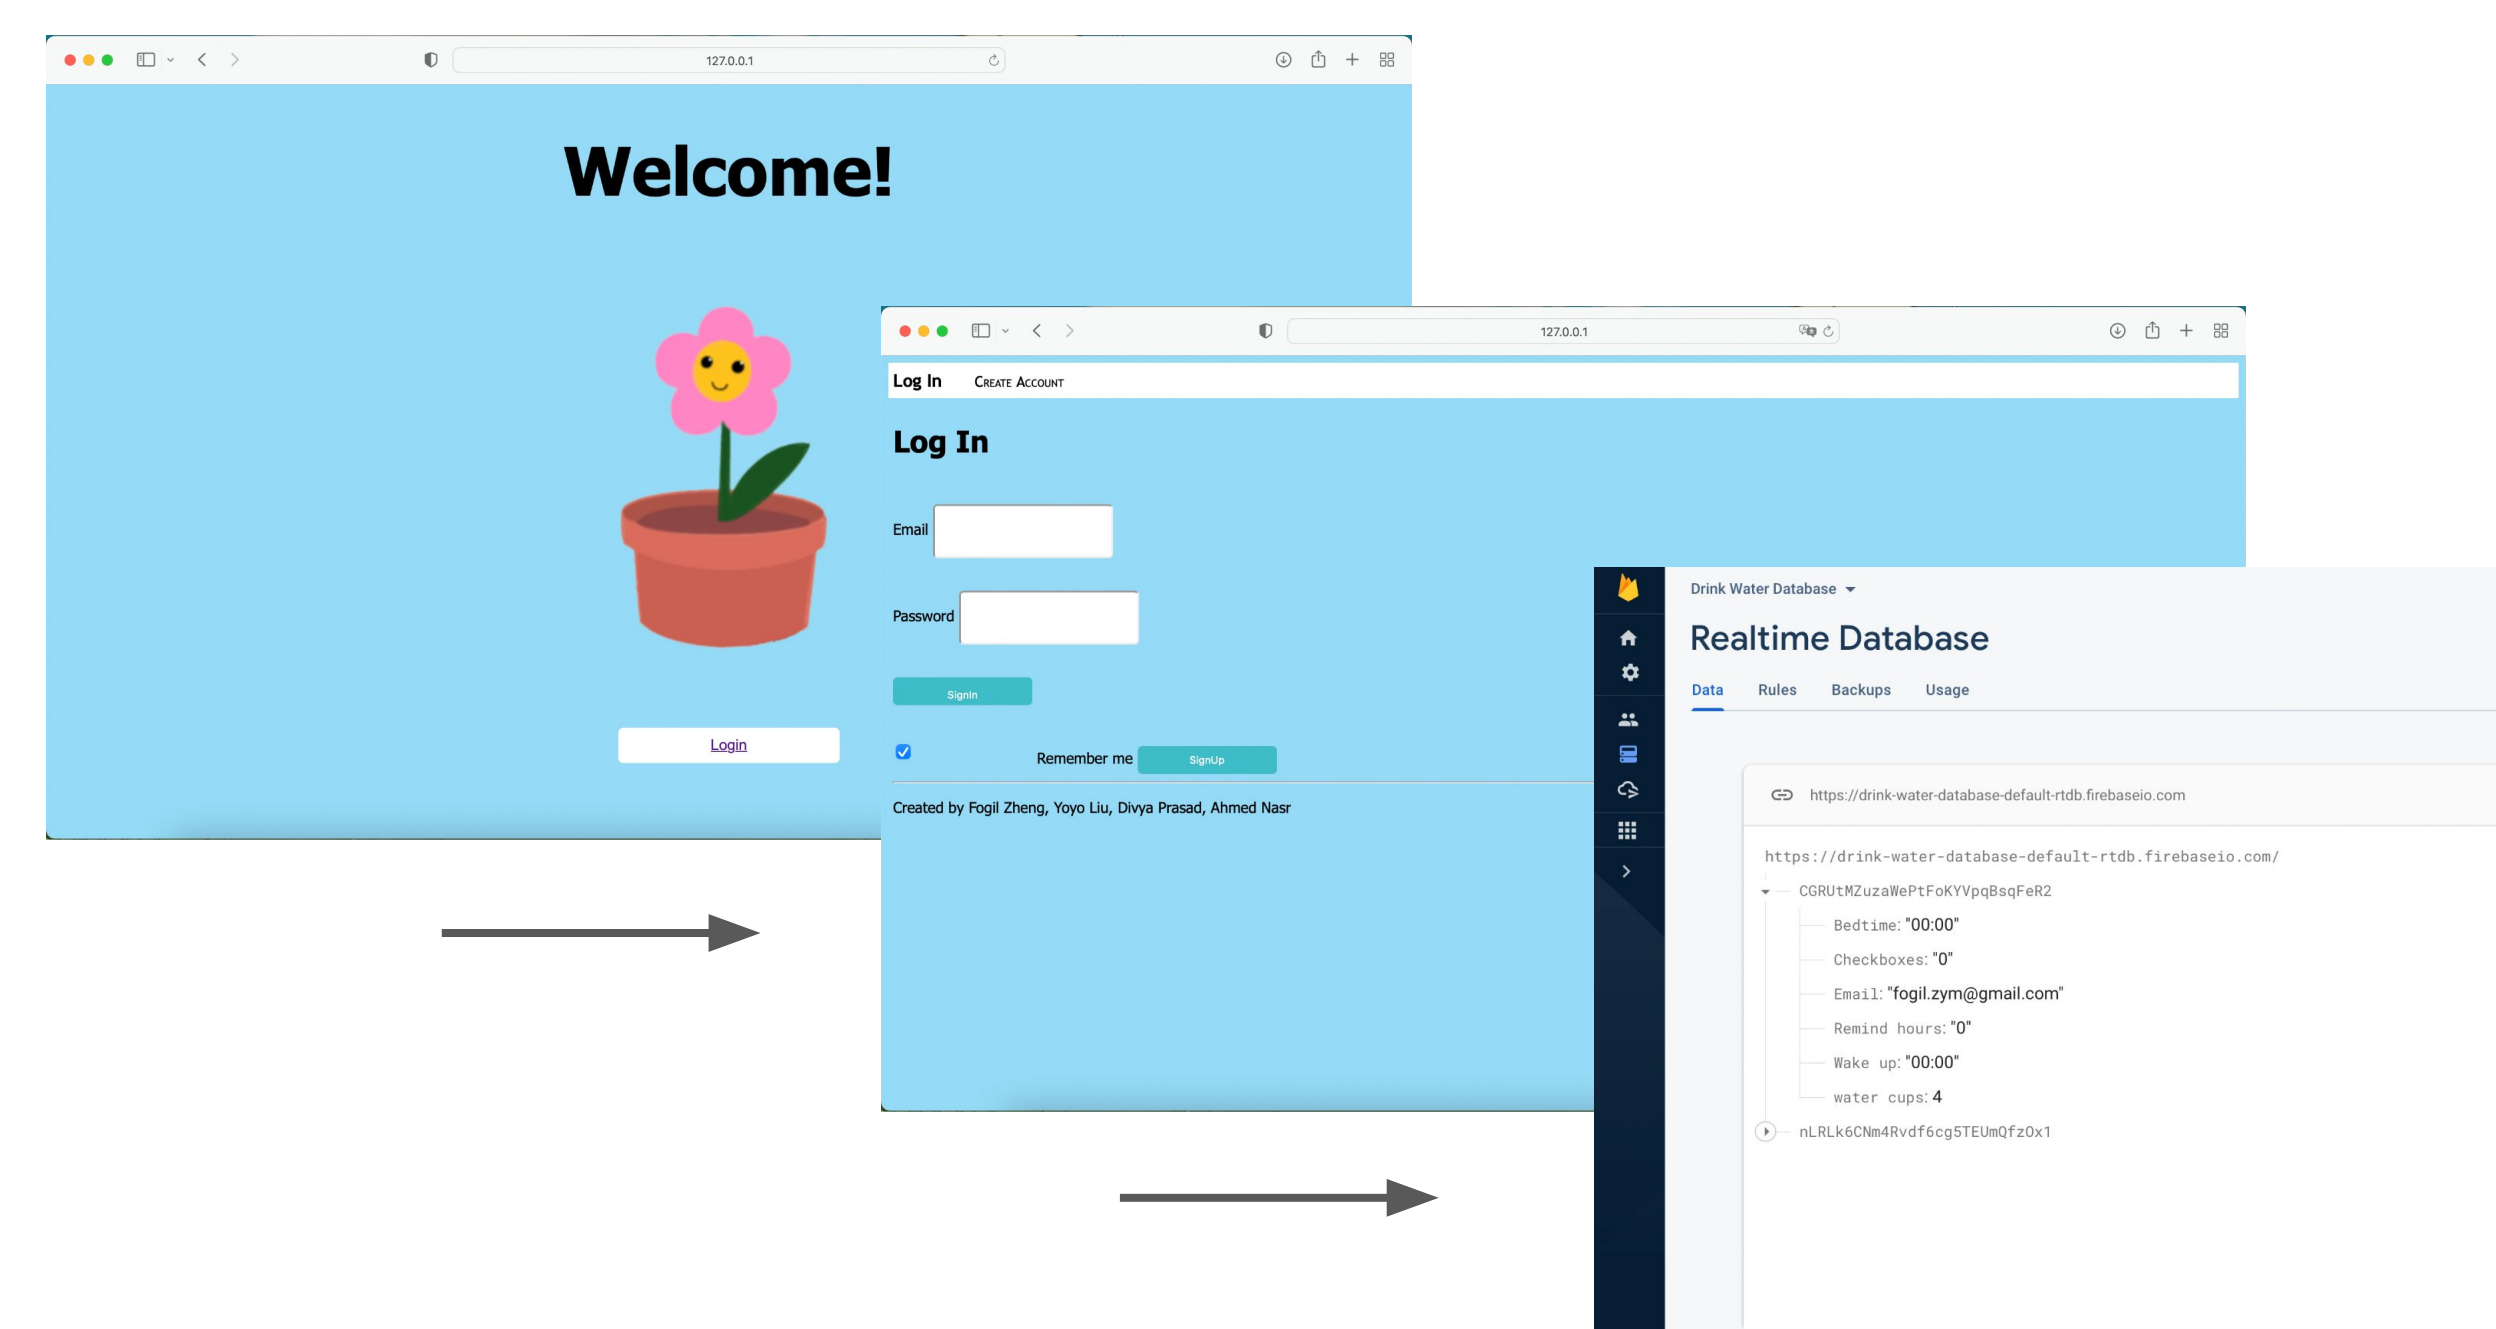 127.0.0.1
Welcome!
Login
127.0.0.1
Log In Create Account
Log In
Email
Password
SignIn
Remember me SignUp
Created by Fogil Zheng, Yoyo Liu, Divya Prasad, Ahmed Nasr
Drink Water Database
Realtime Database
Data Rules Backups Usage
https://drink-water-database-default-rtdb.firebaseio.com
https://drink-water-database-default-rtdb.firebaseio.com/
CGRUtMZuzaWePtFoKYVpqBsqFeR2
Bedtime: "00:00"
Checkboxes: "0"
Email: "fogil.zym@gmail.com"
Remind hours: "0"
Wake up: "00:00"
water cups: 4
nLRLk6CNm4Rvdf6cg5TEUmQfzOx1